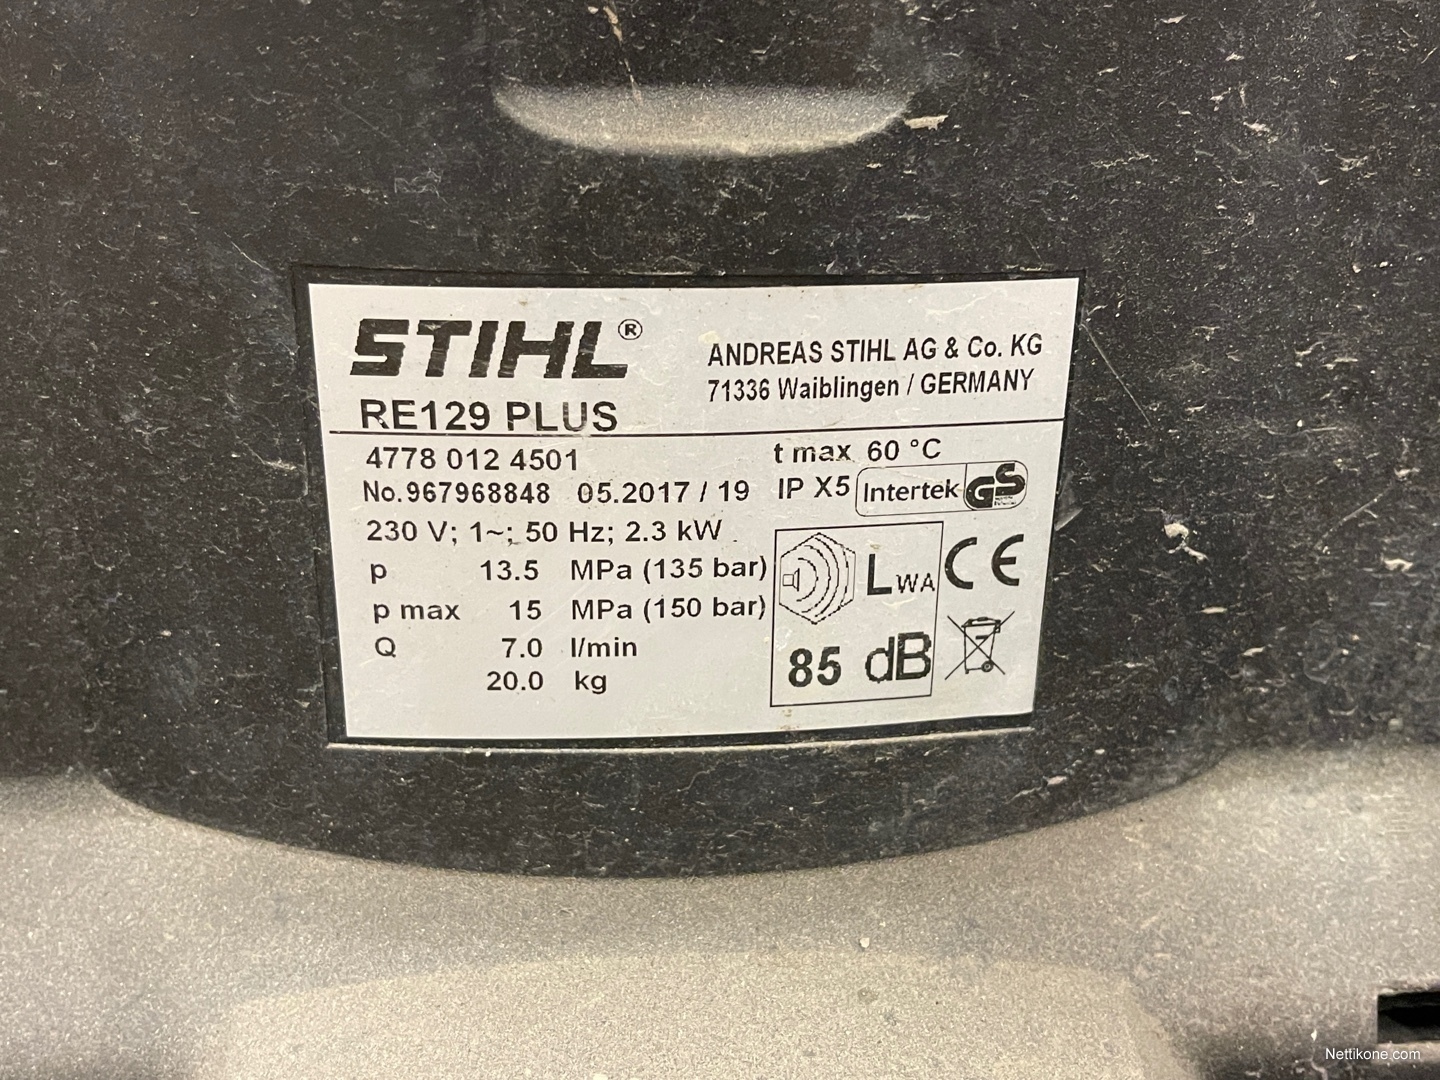 STIHL®
RE129 PLUS
ANDREAS STIHL AG & Co. KG
71336 Waiblingen / GERMANY
4778 012 4501
No.967968848 05.2017 / 19
230 V; 1~; 50 Hz; 2.3 kW
p 13.5 MPa (135 bar)
p max 15 MPa (150 bar)
Q 7.0 l/min
20.0 kg
t max 60 °C
IP X5 Intertek GS
LWA
85 dB
CE
Nettikone.com